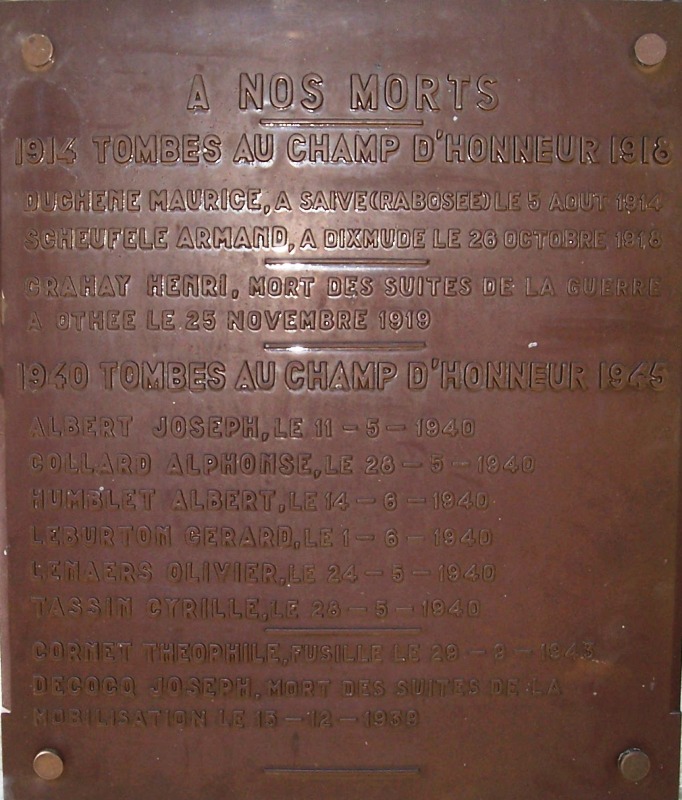 A NOS MORTS
1914 TOMBES AU CHAMP D'HONNEUR 1918
DUCHENE MAURICE, A SAIVE (RABOSEE) LE 5 AOUT 1914
SCHEUFELE ARMAND, A DIXMUDE LE 26 OCTOBRE 1918
GRAHAY HENRI, MORT DES SUITES DE LA GUERRE
A OTHEE LE 25 NOVEMBRE 1919
1940 TOMBES AU CHAMP D'HONNEUR 1945
ALBERT JOSEPH, LE 11 - 5 - 1940
COLLARD ALPHONSE, LE 28 - 5 - 1940
HUMBLET ALBERT, LE 14 - 6 - 1940
LEBURTON GERARD, LE 1 - 6 - 1940
LENAERS OLIVIER, LE 24 - 5 - 1940
TASSIN CYRILLE, LE 28 - 5 - 1940
CORNET THEOPHILE, FUSILLE LE 29 - 9 - 1943
DECOCQ JOSEPH, MORT DES SUITES DE LA
MOBILISATION LE 13 - 12 - 1939